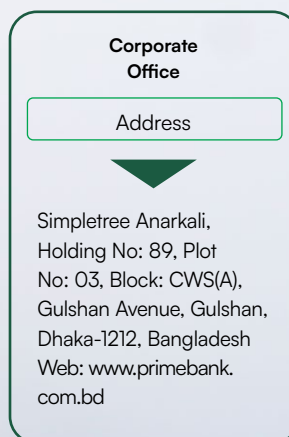 Corporate
Office
Address
Simpletree Anarkali,
Holding No: 89, Plot
No: 03, Block: CWS(A),
Gulshan Avenue, Gulshan,
Dhaka-1212, Bangladesh
Web: www.primebank.
com.bd